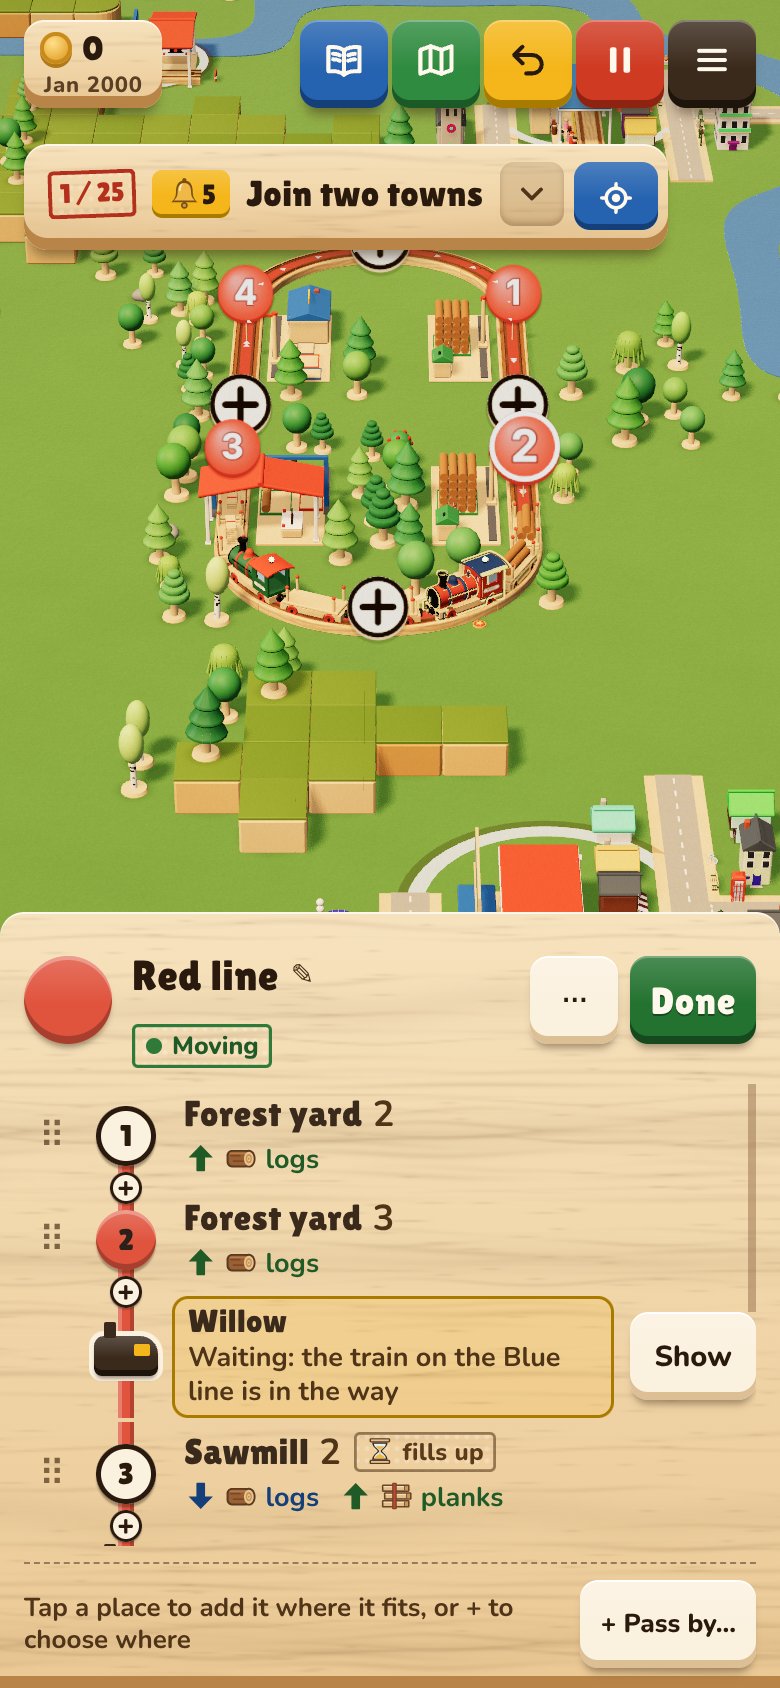 0
Jan 2000
1/25
5
Join two towns
4
1
3
2
Red line
Moving
...
Done
1
Forest yard 2
logs
2
Forest yard 3
logs
Willow
Waiting: the train on the Blue
line is in the way
Show
3
Sawmill 2
fills up
logs
planks
Tap a place to add it where it fits, or + to
choose where
+ Pass by...